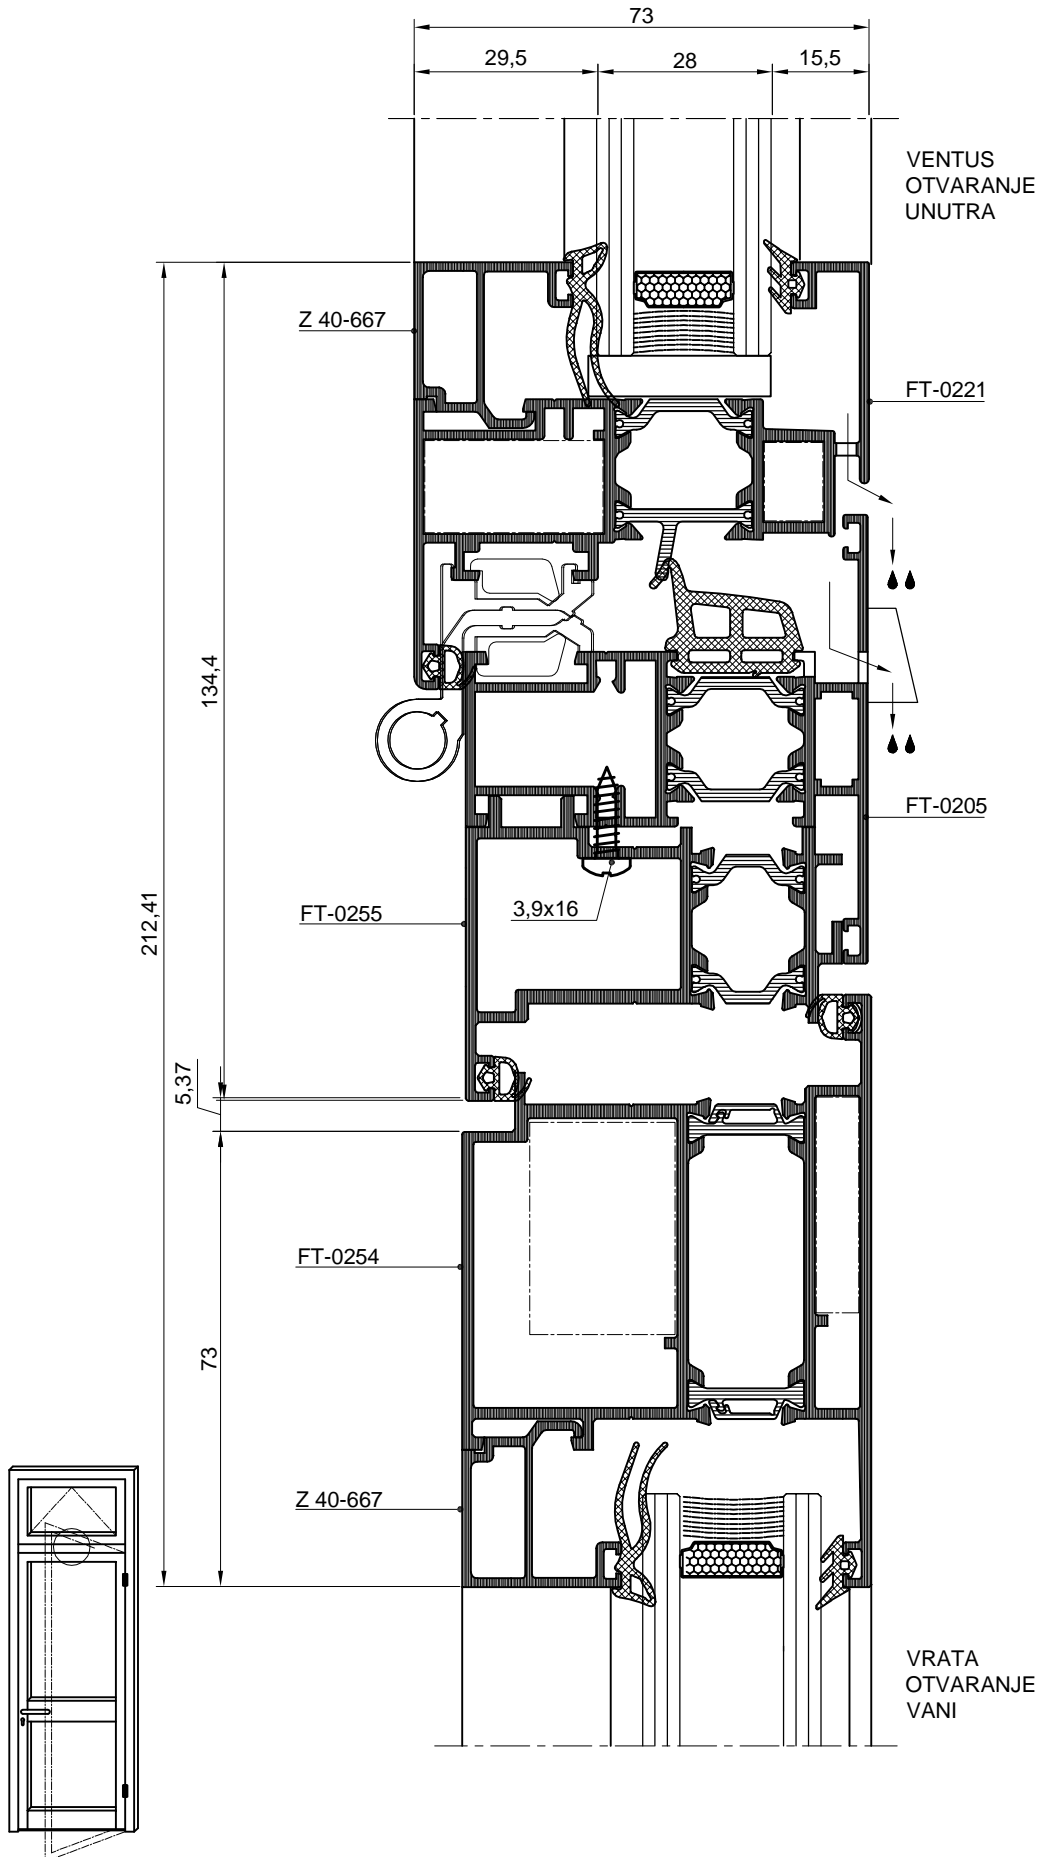 73
29,5
28
15,5
VENTUS
OTVARANJE
UNUTRA
Z 40-667
FT-0221
134,4
FT-0205
212,41
FT-0255
3,9x16
5,37
FT-0254
73
Z 40-667
VRATA
OTVARANJE
VANI